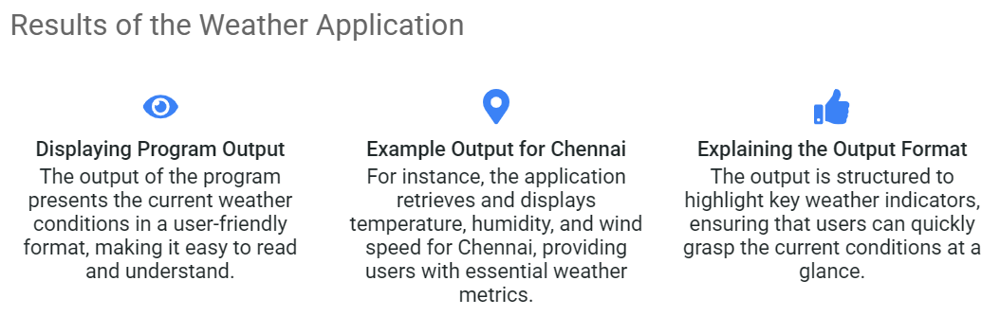 Results of the Weather Application
Displaying Program Output
The output of the program
presents the current weather
conditions in a user-friendly
format, making it easy to read
and understand.
Example Output for Chennai
For instance, the application
retrieves and displays
temperature, humidity, and wind
speed for Chennai, providing
users with essential weather
metrics.
Explaining the Output Format
The output is structured to
highlight key weather indicators,
ensuring that users can quickly
grasp the current conditions at a
glance.